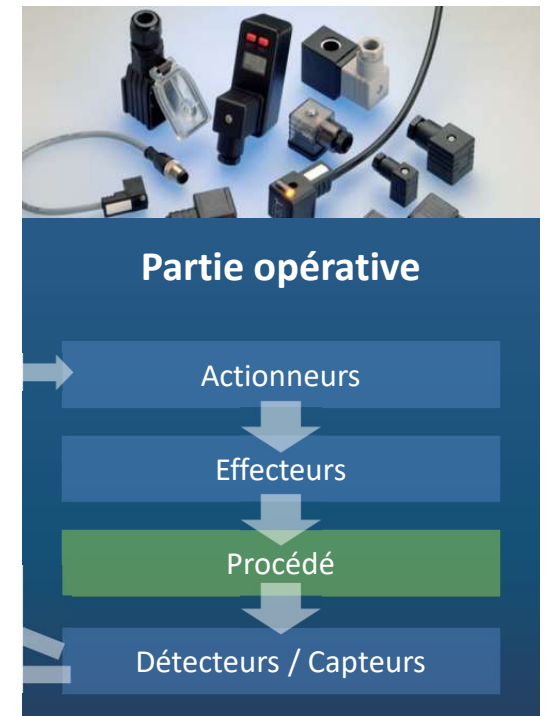 Partie opérative
Actionneurs
Effecteurs
Procédé
Détecteurs / Capteurs